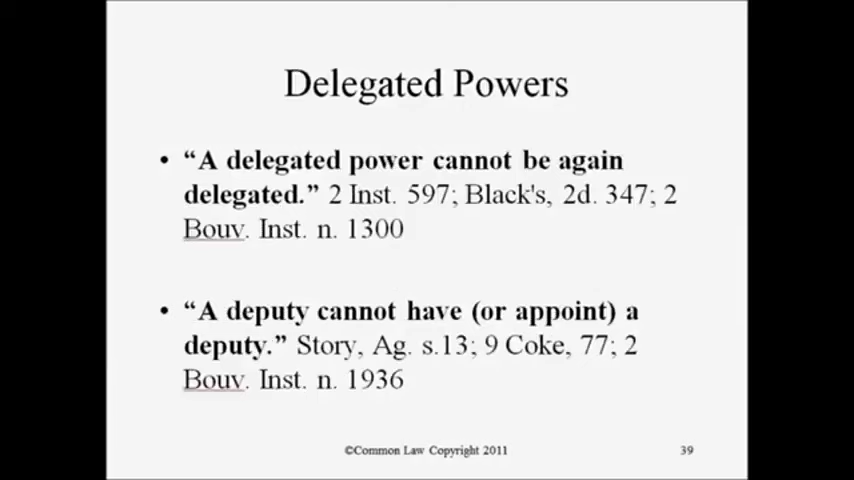 Delegated Powers
• “A delegated power cannot be again
delegated.” 2 Inst. 597; Black's, 2d. 347; 2
Bouv. Inst. n. 1300
• “A deputy cannot have (or appoint) a
deputy.” Story, Ag. s.13; 9 Coke, 77; 2
Bouv. Inst. n. 1936
©Common Law Copyright 2011
39